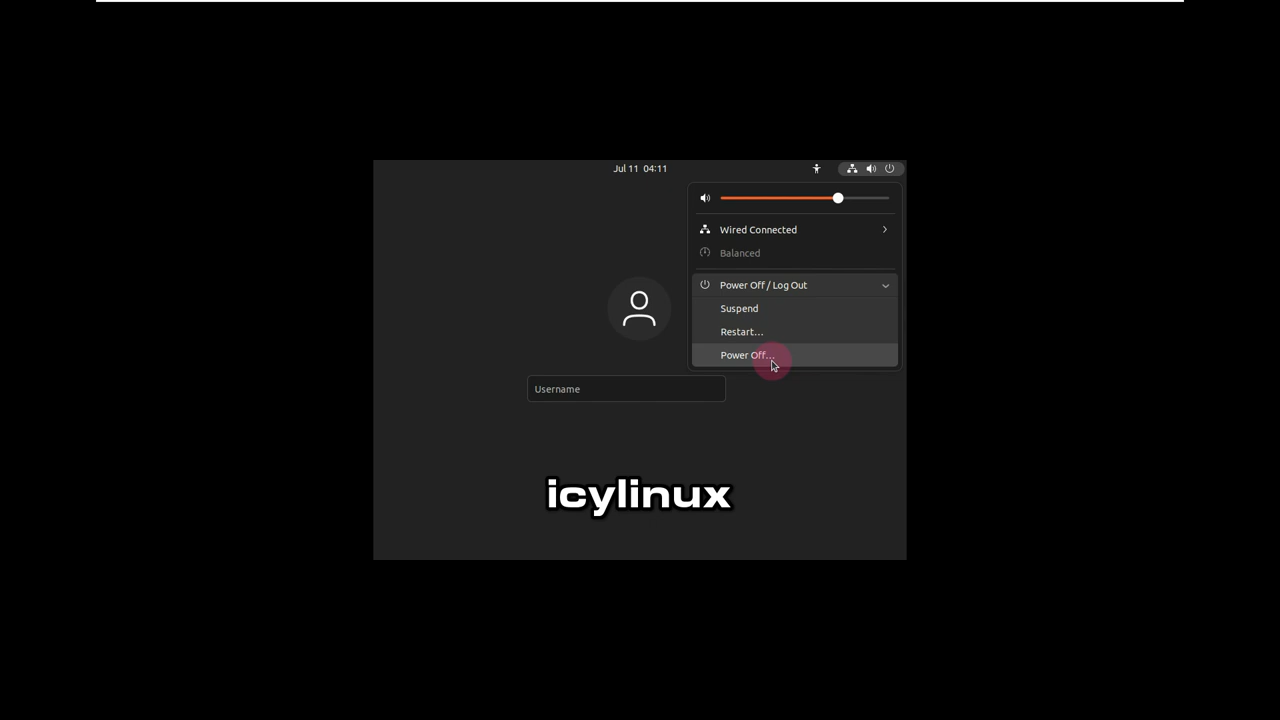 Jul 11 04:11
Wired Connected
Balanced
Power Off / Log Out
Suspend
Restart...
Power Off...
Username
icylinux